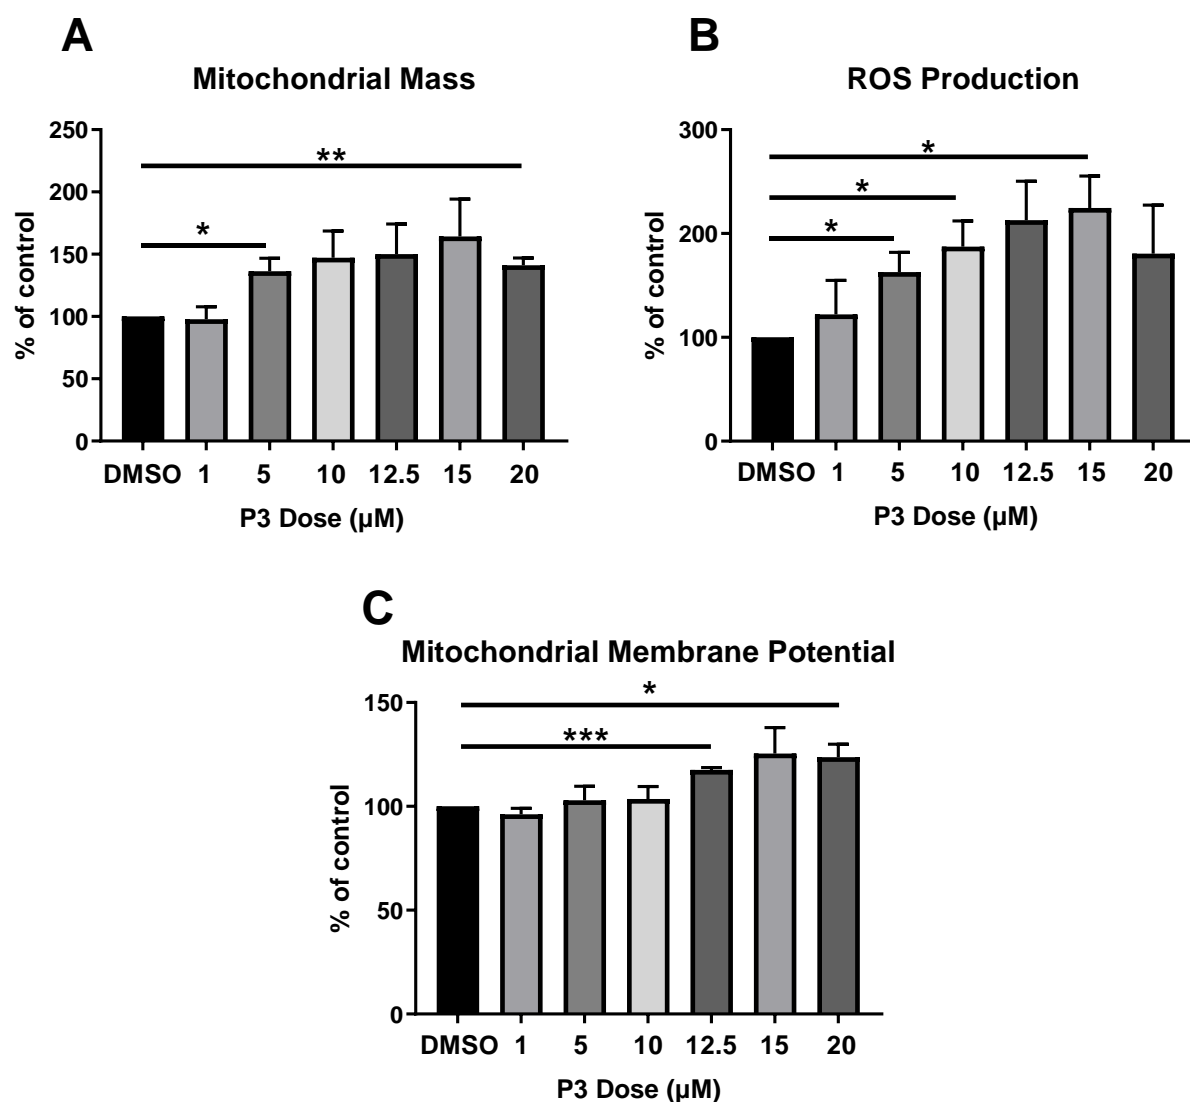 A
Mitochondrial Mass
250
200
150
100
50
0
% of control
**
*
DMSO 1 5 10 12.5 15 20
P3 Dose (µM)
B
ROS Production
300
200
100
0
% of control
*
*
*
DMSO 1 5 10 12.5 15 20
P3 Dose (µM)
C
Mitochondrial Membrane Potential
150
100
50
0
% of control
*
***
DMSO 1 5 10 12.5 15 20
P3 Dose (µM)